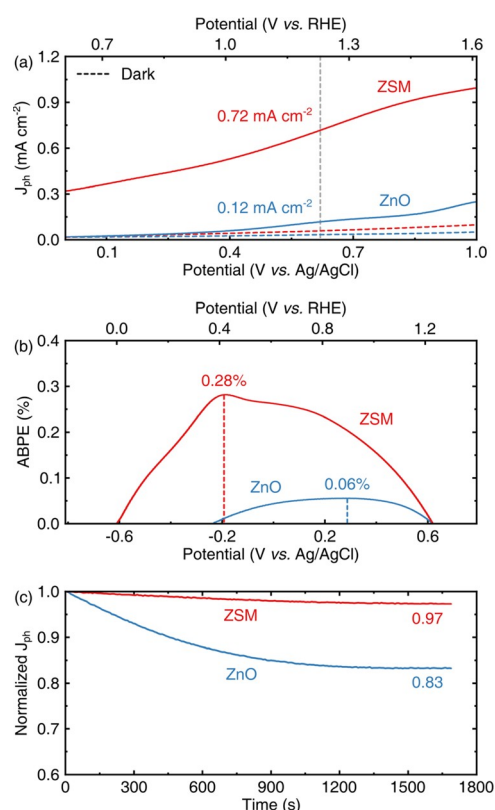 Potential (V vs. RHE)
0.7 1.0 1.3 1.6
(a)
Dark
ZSM
0.72 mA cm-2
ZnO
0.12 mA cm-2
Jph (mA cm-2)
1.2
0.9
0.6
0.3
0.0
0.1 0.4 0.7 1.0
Potential (V vs. Ag/AgCl)
Potential (V vs. RHE)
0.0 0.4 0.8 1.2
(b)
0.28%
ZSM
ZnO
0.06%
ABPE (%)
0.4
0.3
0.2
0.1
0.0
-0.6 -0.2 0.2 0.6
Potential (V vs. Ag/AgCl)
(c)
ZSM
0.97
ZnO
0.83
Normalized Jph
1.0
0.9
0.8
0.7
0.6
0 300 600 900 1200 1500 1800
Time (s)